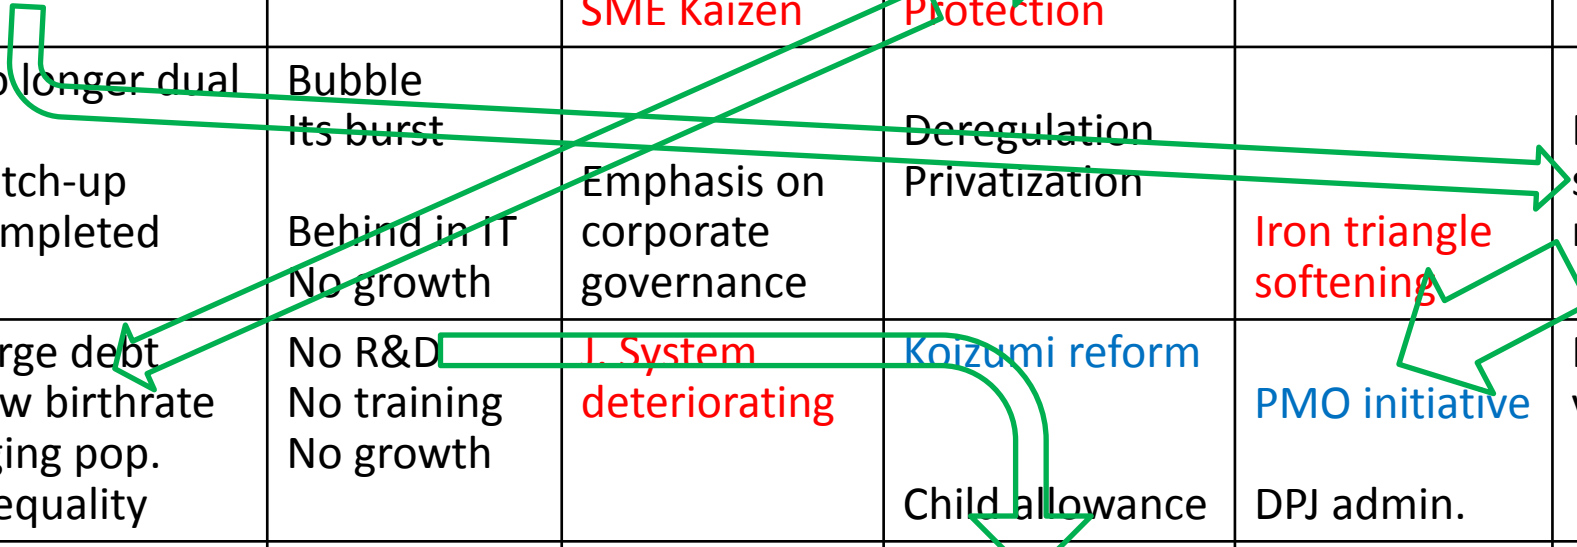 SME Kaizen
Protection
longer dual
Bubble
Its burst
Deregulation
Privatization
tch-up
mpleted
Behind in IT
No growth
Emphasis on
corporate
governance
Iron triangle
softening
rge debt
w birthrate
ging pop.
equality
No R&D
No training
No growth
J. System
deteriorating
Koizumi reform
Child allowance
PMO initiative
DPJ admin.